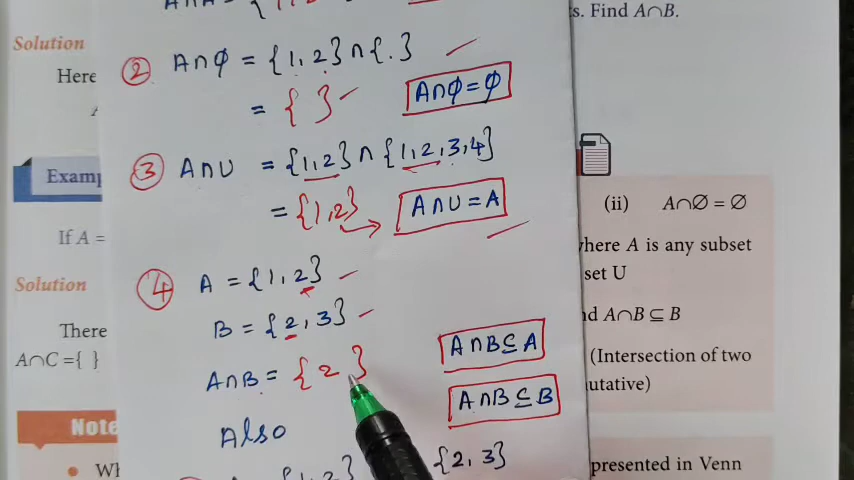 s. Find A∩B.
Solution
Here
② A∩ϕ = {1, 2} ∩ { . }
= { }
A∩ϕ = ϕ
③ A∩U = {1, 2} ∩ {1, 2, 3, 4}
= {1, 2}
A∩U = A
Examp
If A =
Solution
There
A∩C ={ }
Note
Wh
(ii) A∩∅ = ∅
where A is any subset
set U
nd A∩B ⊆ B
(Intersection of two
utative)
presented in Venn
④ A = {1, 2}
B = {2, 3}
A∩B = {2}
A∩B⊆A
A∩B⊆B
Also
{2, 3}